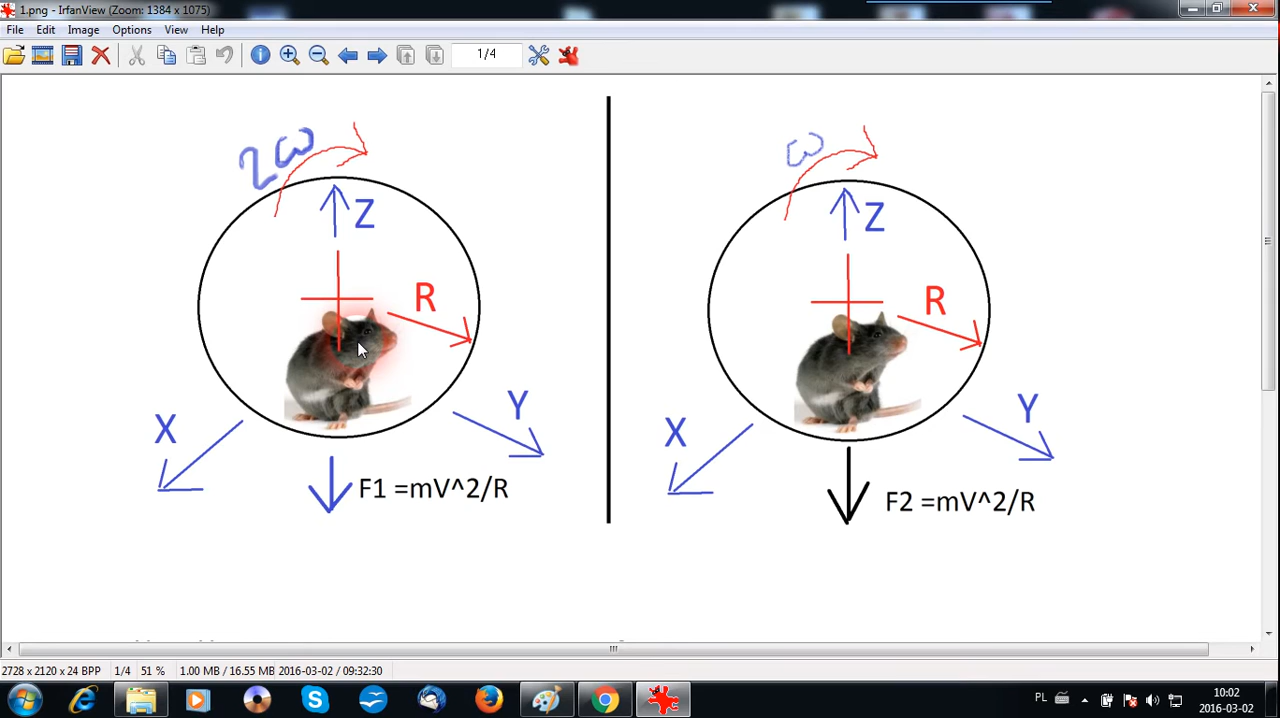 1.png - IrfanView (Zoom: 1384 x 1075)
File Edit Image Options View Help
1/4
2ω
Z
R
X
Y
F1 =mV^2/R
ω
Z
R
X
Y
F2 =mV^2/R
2728 x 2120 x 24 BPP 1/4 51 % 1.00 MB / 16.55 MB 2016-03-02 / 09:32:30
PL 10:02
2016-03-02